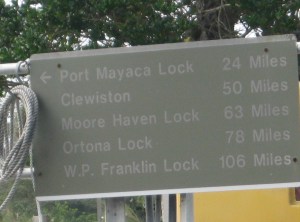 ← Port Mayaca Lock 24 Miles
Clewiston 50 Miles
Moore Haven Lock 63 Miles
Ortona Lock 78 Miles
W.P. Franklin Lock 106 Miles